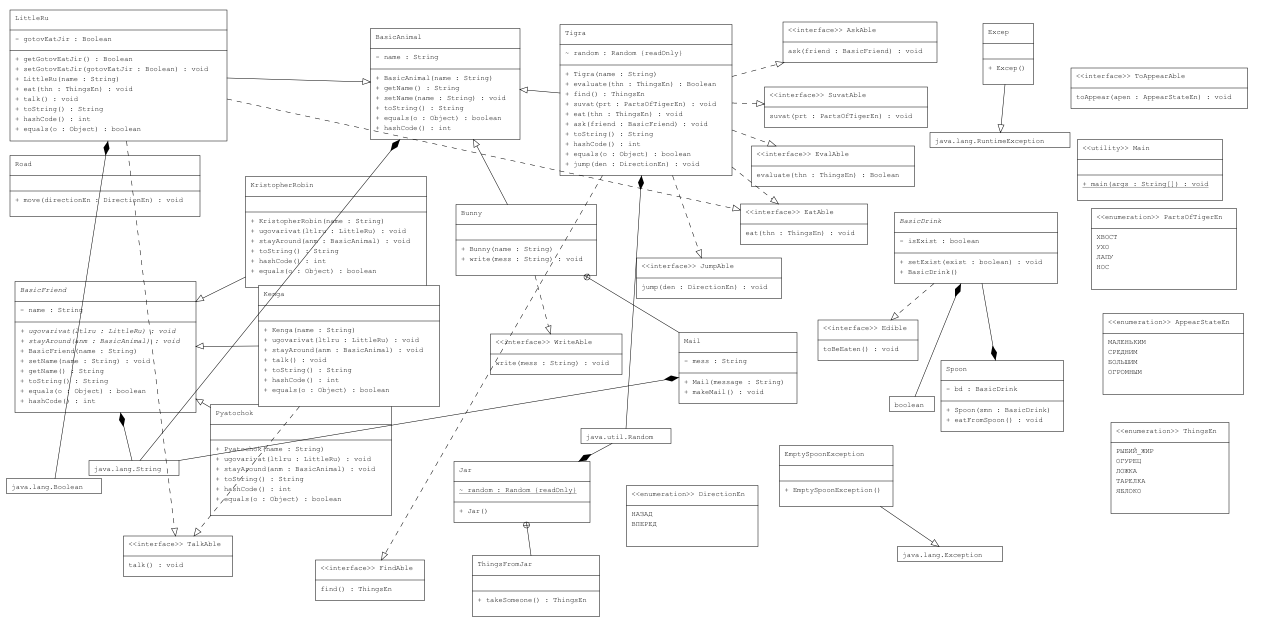 LittleRu
- gotovEatJir : Boolean
+ getGotovEatJir() : Boolean
+ setGotovEatJir(gotovEatJir : Boolean) : void
+ LittleRu(name : String)
+ eat(thn : ThingsEn) : void
+ talk() : void
+ toString() : String
+ hashCode() : int
+ equals(o : Object) : boolean
BasicAnimal
- name : String
+ BasicAnimal(name : String)
+ getName() : String
+ setName(name : String) : void
+ toString() : String
+ equals(o : Object) : boolean
+ hashCode() : int
Tigra
- random : Random {readOnly}
+ Tigra(name : String)
+ evaluate(thn : ThingsEn) : Boolean
+ find() : ThingsEn
+ suvat(prt : PartsOfTigerEn) : void
+ eat(thn : ThingsEn) : void
+ ask(friend : BasicFriend) : void
+ toString() : String
+ hashCode() : int
+ equals(o : Object) : boolean
+ jump(den : DirectionEn) : void
<<interface>> AskAble
ask(friend : BasicFriend) : void
<<interface>> SuvatAble
suvat(prt : PartsOfTigerEn) : void
<<interface>> EvalAble
evaluate(thn : ThingsEn) : Boolean
<<interface>> EatAble
eat(thn : ThingsEn) : void
Excep
+ Excep()
java.lang.RuntimeException
<<interface>> ToAppearAble
toAppear(apen : AppearStateEn) : void
<<utility>> Main
+ main(args : String[]) : void
Road
+ move(directionEn : DirectionEn) : void
KristopherRobin
+ KristopherRobin(name : String)
+ ugovarivat(ltlru : LittleRu) : void
+ stayAround(anm : BasicAnimal) : void
+ toString() : String
+ hashCode() : int
+ equals(o : Object) : boolean
Bunny
+ Bunny(name : String)
+ write(mess : String) : void
<<interface>> JumpAble
jump(den : DirectionEn) : void
BasicDrink
- isExist : boolean
+ setExist(exist : boolean) : void
+ BasicDrink()
<<enumeration>> PartsOfTigerEn
ХВОСТ
УХО
ЛАПУ
НОС
BasicFriend
- name : String
+ ugovarivat(ltlru : LittleRu) : void
+ stayAround(anm : BasicAnimal) : void
+ BasicFriend(name : String)
+ setName(name : String) : void
+ getName() : String
+ toString() : String
+ equals(o : Object) : boolean
+ hashCode() : int
Kenga
+ Kenga(name : String)
+ ugovarivat(ltlru : LittleRu) : void
+ stayAround(anm : BasicAnimal) : void
+ talk() : void
+ toString() : String
+ hashCode() : int
+ equals(o : Object) : boolean
<<interface>> WriteAble
write(mess : String) : void
Mail
- mess : String
+ Mail(message : String)
+ makeMail() : void
<<interface>> Edible
toBeEaten() : void
<<enumeration>> AppearStateEn
МАЛЕНЬКИМ
СРЕДНИМ
БОЛЬШИМ
ОГРОМНЫМ
Spoon
- bd : BasicDrink
+ Spoon(smn : BasicDrink)
+ eatFromSpoon() : void
boolean
Pyatochok
+ Pyatochok(name : String)
+ ugovarivat(ltlru : LittleRu) : void
+ stayAround(anm : BasicAnimal) : void
+ toString() : String
+ hashCode() : int
+ equals(o : Object) : boolean
java.lang.String
java.lang.Boolean
java.util.Random
Jar
- random : Random {readOnly}
+ Jar()
<<enumeration>> DirectionEn
НАЗАД
ВПЕРЕД
EmptySpoonException
+ EmptySpoonException()
<<enumeration>> ThingsEn
РЫБИЙ_ЖИР
ОГУРЕЦ
ЛОЖКА
ТАРЕЛКА
ЯБЛОКО
<<interface>> TalkAble
talk() : void
<<interface>> FindAble
find() : ThingsEn
ThingsFromJar
+ takeSomeone() : ThingsEn
java.lang.Exception